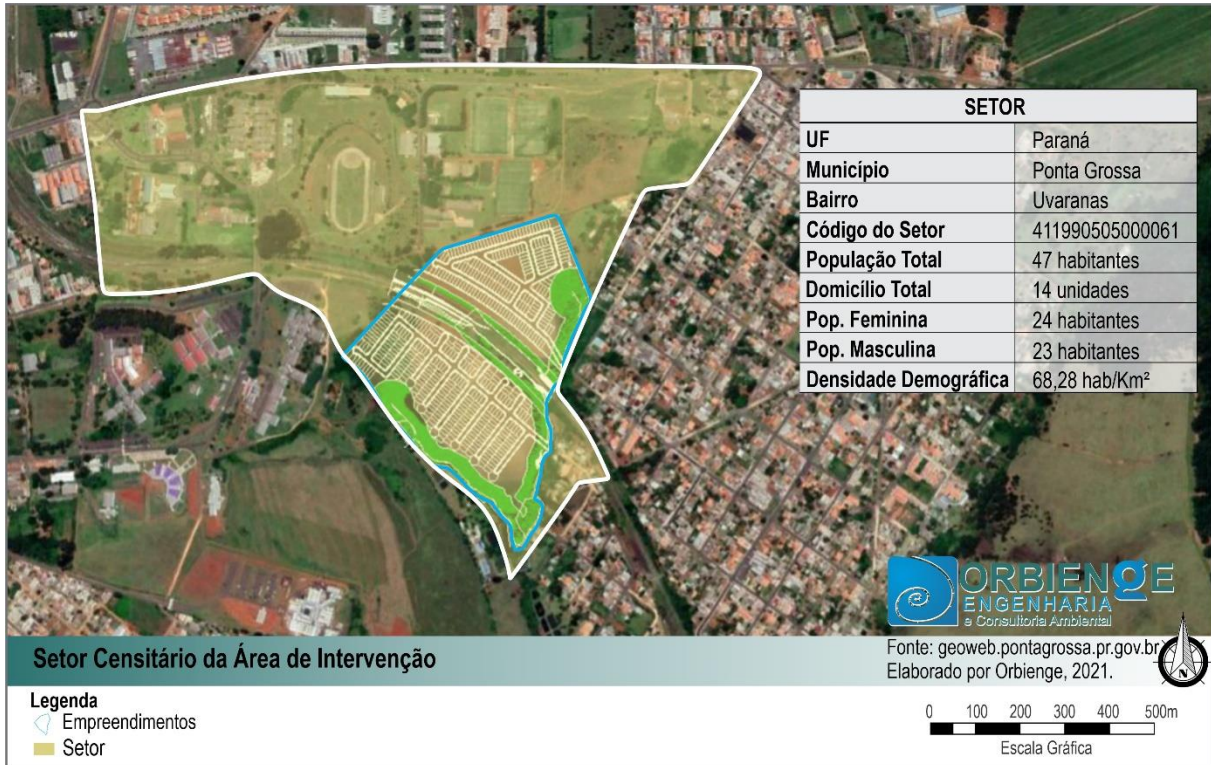 SETOR
UF Paraná
Município Ponta Grossa
Bairro Uvaranas
Código do Setor 411990505000061
População Total 47 habitantes
Domicílio Total 14 unidades
Pop. Feminina 24 habitantes
Pop. Masculina 23 habitantes
Densidade Demográfica 68,28 hab/Km²
ORBIENGE
ENGENHARIA
e Consultoria Ambiental
Setor Censitário da Área de Intervenção
Fonte: geoweb.pontagrossa.pr.gov.br
Elaborado por Orbienge, 2021.
N
Legenda
Empreendimentos
Setor
0 100 200 300 400 500m
Escala Gráfica